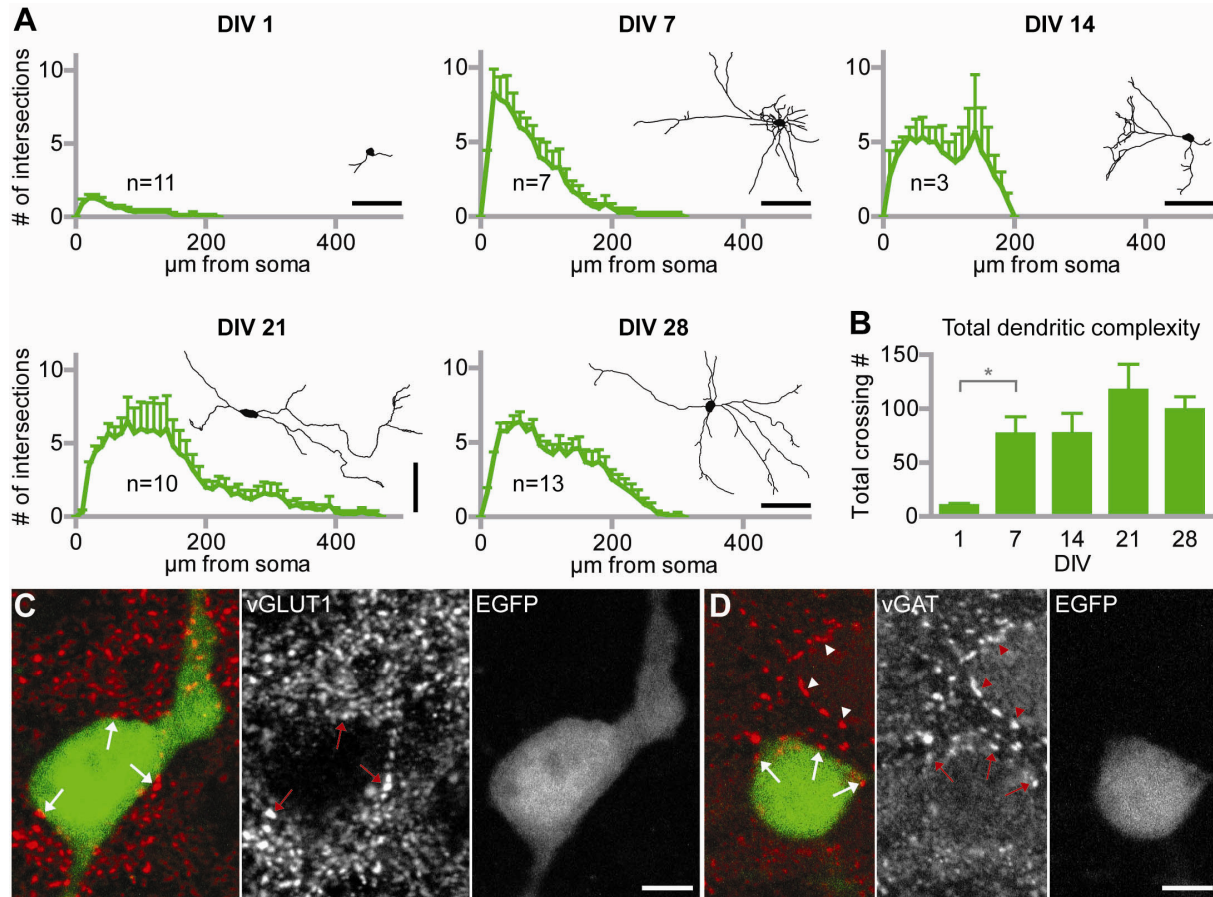 A
DIV 1
DIV 7
DIV 14
# of intersections
10
5
0
n=11
0 200 400
µm from soma
10
5
0
n=7
0 200 400
µm from soma
10
5
0
n=3
0 200 400
µm from soma
DIV 21
DIV 28
# of intersections
10
5
0
n=10
0 200 400
µm from soma
10
5
0
n=13
0 200 400
µm from soma
B
Total dendritic complexity
Total crossing #
150
100
50
0
*
1 7 14 21 28
DIV
C
vGLUT1
EGFP
D
vGAT
EGFP